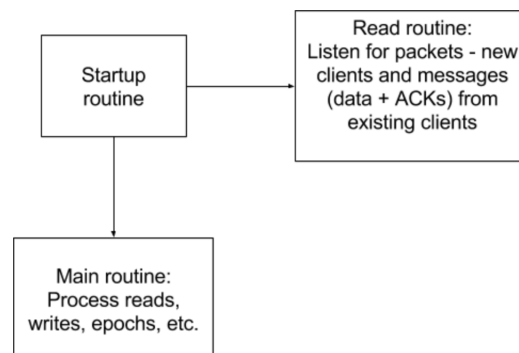 Startup
routine
Read routine:
Listen for packets - new
clients and messages
(data + ACKs) from
existing clients
Main routine:
Process reads,
writes, epochs, etc.